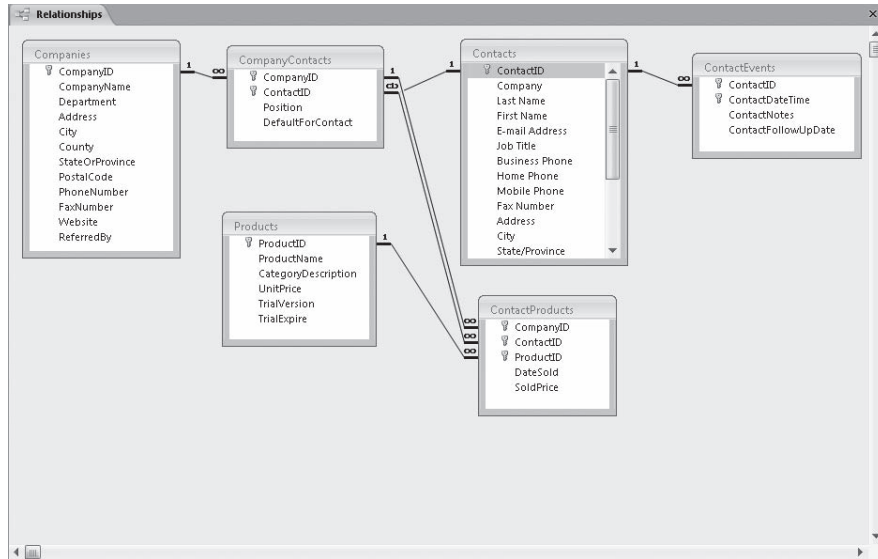 Relationships
Companies
CompanyID
CompanyName
Department
Address
City
County
StateOrProvince
PostalCode
PhoneNumber
FaxNumber
Website
ReferredBy
1
∞
CompanyContacts
CompanyID
ContactID
Position
DefaultForContact
1
1
Contacts
ContactID
Company
Last Name
First Name
E-mail Address
Job Title
Business Phone
Home Phone
Mobile Phone
Fax Number
Address
City
State/Province
1
∞
ContactEvents
ContactID
ContactDateTime
ContactNotes
ContactFollowUpDate
Products
ProductID
ProductName
CategoryDescription
UnitPrice
TrialVersion
TrialExpire
1
∞
∞
∞
ContactProducts
CompanyID
ContactID
ProductID
DateSold
SoldPrice